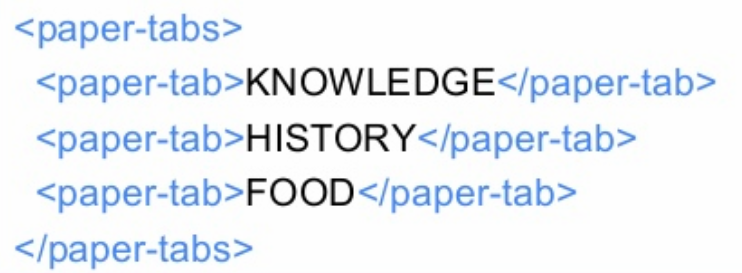 <paper-tabs>
<paper-tab>KNOWLEDGE</paper-tab>
<paper-tab>HISTORY</paper-tab>
<paper-tab>FOOD</paper-tab>
</paper-tabs>